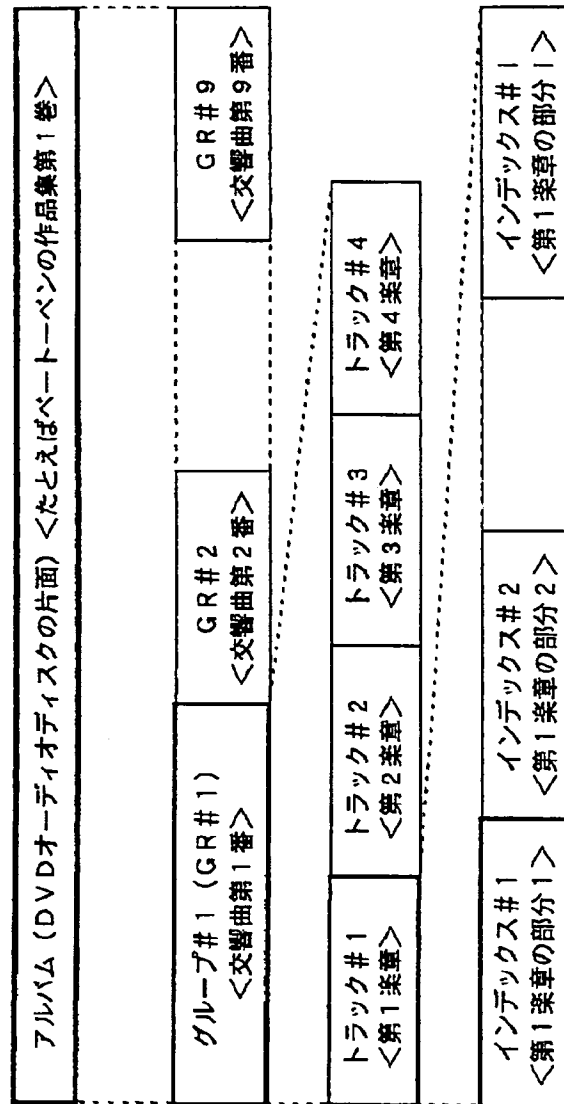 アルバム（DVDオーディオディスクの片面）＜たとえばベートーベンの作品集第1巻＞
グループ#1（GR#1）
＜交響曲第1番＞
GR#2
＜交響曲第2番＞
GR#9
＜交響曲第9番＞
トラック#1
＜第1楽章＞
トラック#2
＜第2楽章＞
トラック#3
＜第3楽章＞
トラック#4
＜第4楽章＞
インデックス#1
＜第1楽章の部分1＞
インデックス#2
＜第1楽章の部分2＞
インデックス#1
＜第1楽章の部分1＞